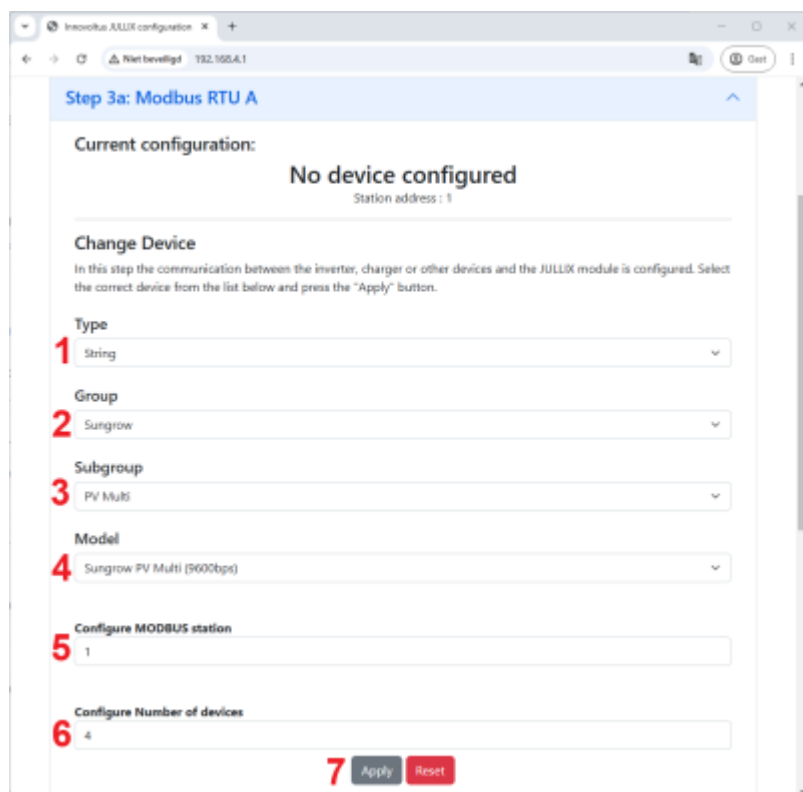 Innovoltus JULLIX configuration
Niet beveiligd 192.168.4.1
Gast
Step 3a: Modbus RTU A
Current configuration:
No device configured
Station address : 1
Change Device
In this step the communication between the inverter, charger or other devices and the JULLIX module is configured. Select
the correct device from the list below and press the "Apply" button.
Type
1 String
Group
2 Sungrow
Subgroup
3 PV Multi
Model
4 Sungrow PV Multi (9600bps)
Configure MODBUS station
5 1
Configure Number of devices
6 4
7 Apply Reset